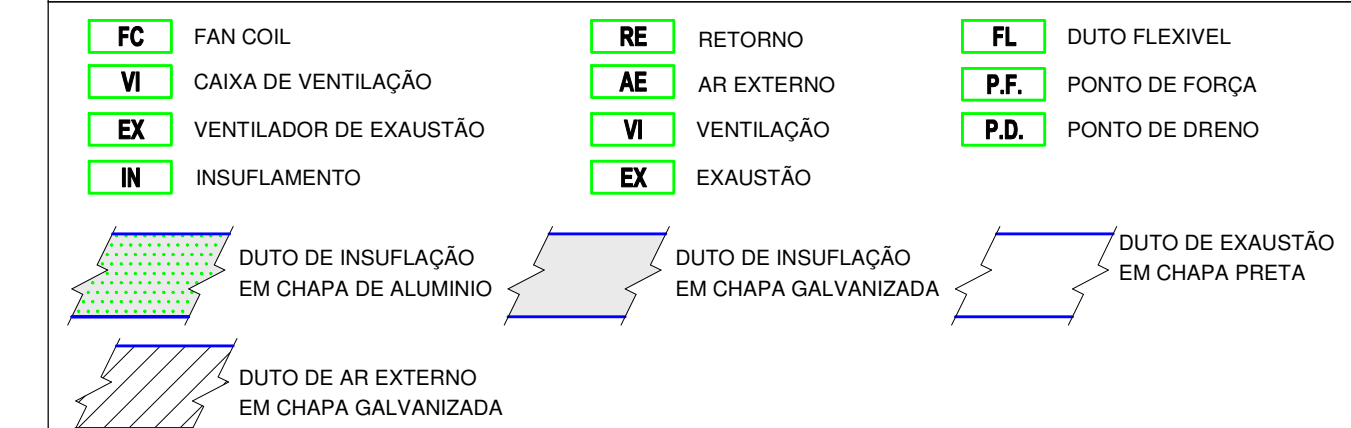 FC FAN COIL
RE RETORNO
FL DUTO FLEXIVEL
VI CAIXA DE VENTILAÇÃO
AE AR EXTERNO
P.F. PONTO DE FORÇA
EX VENTILADOR DE EXAUSTÃO
VI VENTILAÇÃO
P.D. PONTO DE DRENO
IN INSUFLAMENTO
EX EXAUSTÃO
DUTO DE INSUFLAÇÃO
EM CHAPA DE ALUMINIO
DUTO DE INSUFLAÇÃO
EM CHAPA GALVANIZADA
DUTO DE EXAUSTÃO
EM CHAPA PRETA
DUTO DE AR EXTERNO
EM CHAPA GALVANIZADA